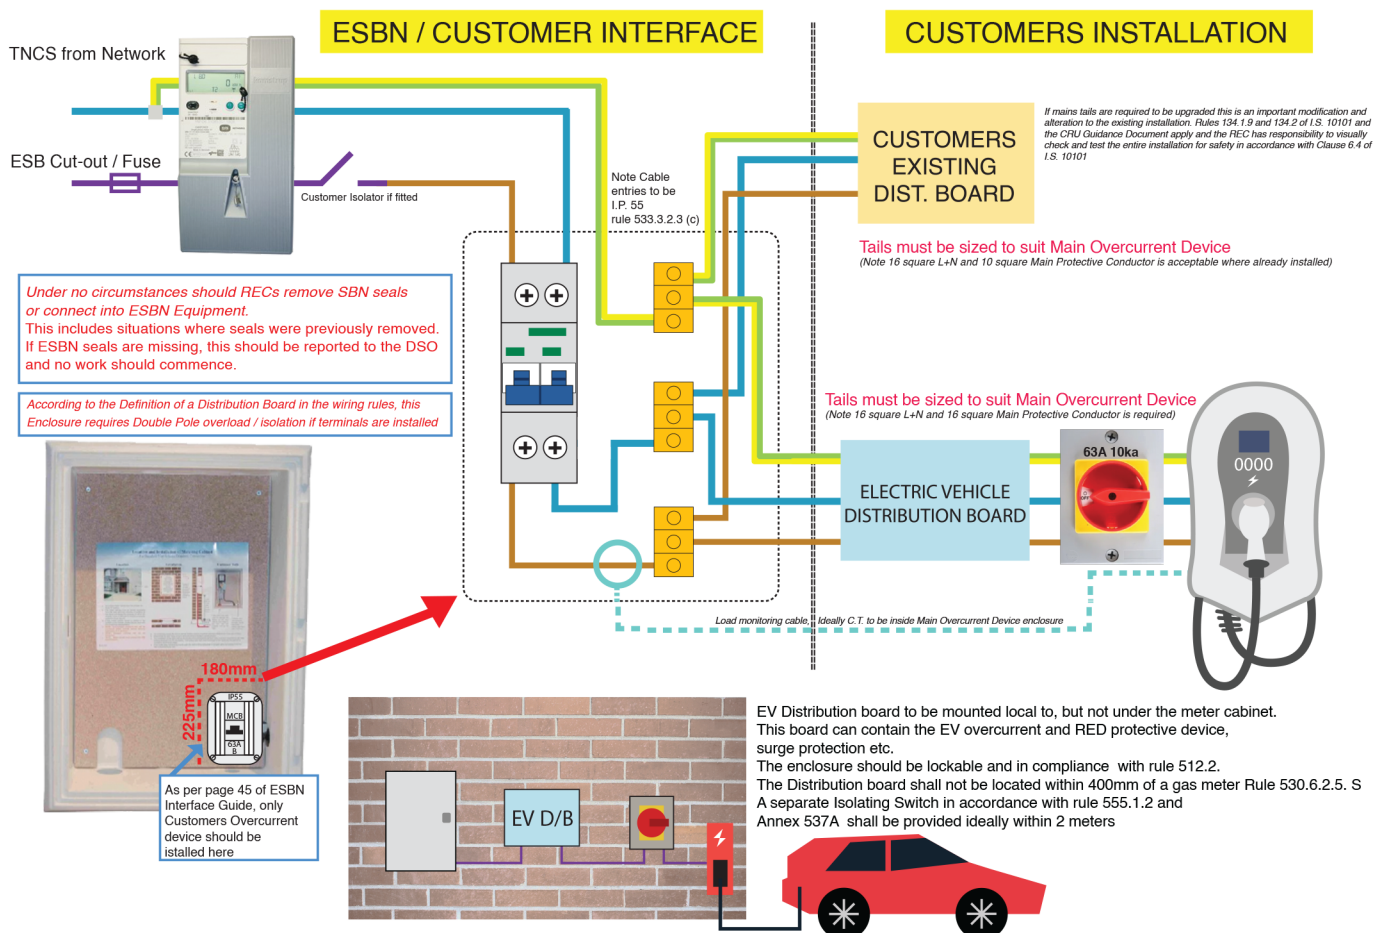 ESBN / CUSTOMER INTERFACE
CUSTOMERS INSTALLATION
TNCS from Network
ESB Cut-out / Fuse
Customer Isolator if fitted
Note Cable
entries to be
I.P. 55
rule 533.3.2.3 (c)
CUSTOMERS
EXISTING
DIST. BOARD
If mains tails are required to be upgraded this is an important modification and
alteration to the existing installation. Rules 134.1.9 and 134.2 of I.S. 10101 and
the CRU Guidance Document apply and the REC has responsibility to visually
check and test the entire installation for safety in accordance with Clause 6.4 of
I.S. 10101
Tails must be sized to suit Main Overcurrent Device
(Note 16 square L+N and 10 square Main Protective Conductor is acceptable where already installed)
Under no circumstances should RECs remove SBN seals
or connect into ESBN Equipment.
This includes situations where seals were previously removed.
If ESBN seals are missing, this should be reported to the DSO
and no work should commence.
According to the Definition of a Distribution Board in the wiring rules, this
Enclosure requires Double Pole overload / isolation if terminals are installed
Tails must be sized to suit Main Overcurrent Device
(Note 16 square L+N and 16 square Main Protective Conductor is required)
ELECTRIC VEHICLE
DISTRIBUTION BOARD
63A 10ka
OFF
0000
Load monitoring cable, Ideally C.T. to be inside Main Overcurrent Device enclosure
180mm
225mm
IP55
MCB
63A
B
As per page 45 of ESBN
Interface Guide, only
Customers Overcurrent
device should be
istalled here
EV D/B
EV Distribution board to be mounted local to, but not under the meter cabinet.
This board can contain the EV overcurrent and RED protective device,
surge protection etc.
The enclosure should be lockable and in compliance with rule 512.2.
The Distribution board shall not be located within 400mm of a gas meter Rule 530.6.2.5. S
A separate Isolating Switch in accordance with rule 555.1.2 and
Annex 537A shall be provided ideally within 2 meters